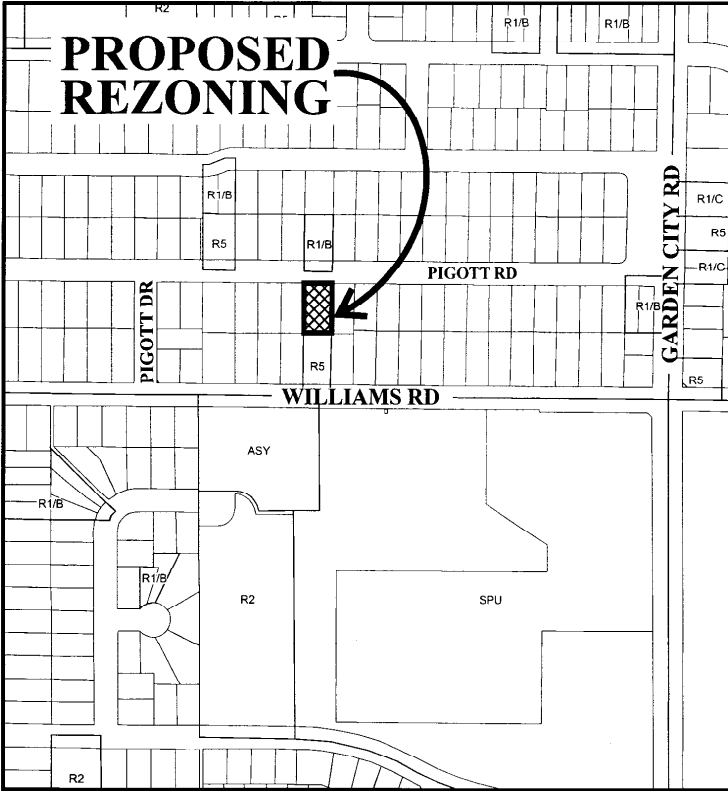 R2
R1/B
R1/B
PROPOSED
REZONING
R1/B
R5
R1/B
PIGOTT RD
GARDEN CITY RD
R1/C
R5
R1/C
R1/B
PIGOTT DR
R5
R5
WILLIAMS RD
ASY
R1/B
R1/B
R2
SPU
R2